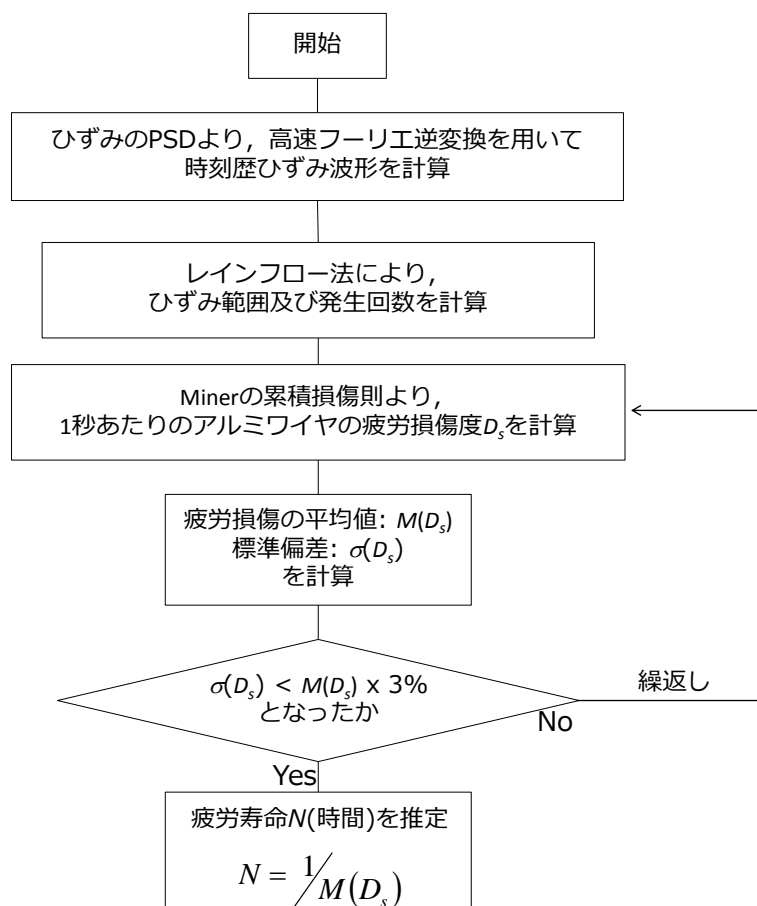 開始
ひずみのPSDより，高速フーリエ逆変換を用いて
時刻歴ひずみ波形を計算
レインフロー法により，
ひずみ範囲及び発生回数を計算
Minerの累積損傷則より，
1秒あたりのアルミワイヤの疲労損傷度Dsを計算
疲労損傷の平均値: M(Ds)
標準偏差: σ(Ds)
を計算
σ(Ds) < M(Ds) x 3%
となったか
繰返し
No
Yes
疲労寿命N(時間)を推定
N = 1/M(Ds)